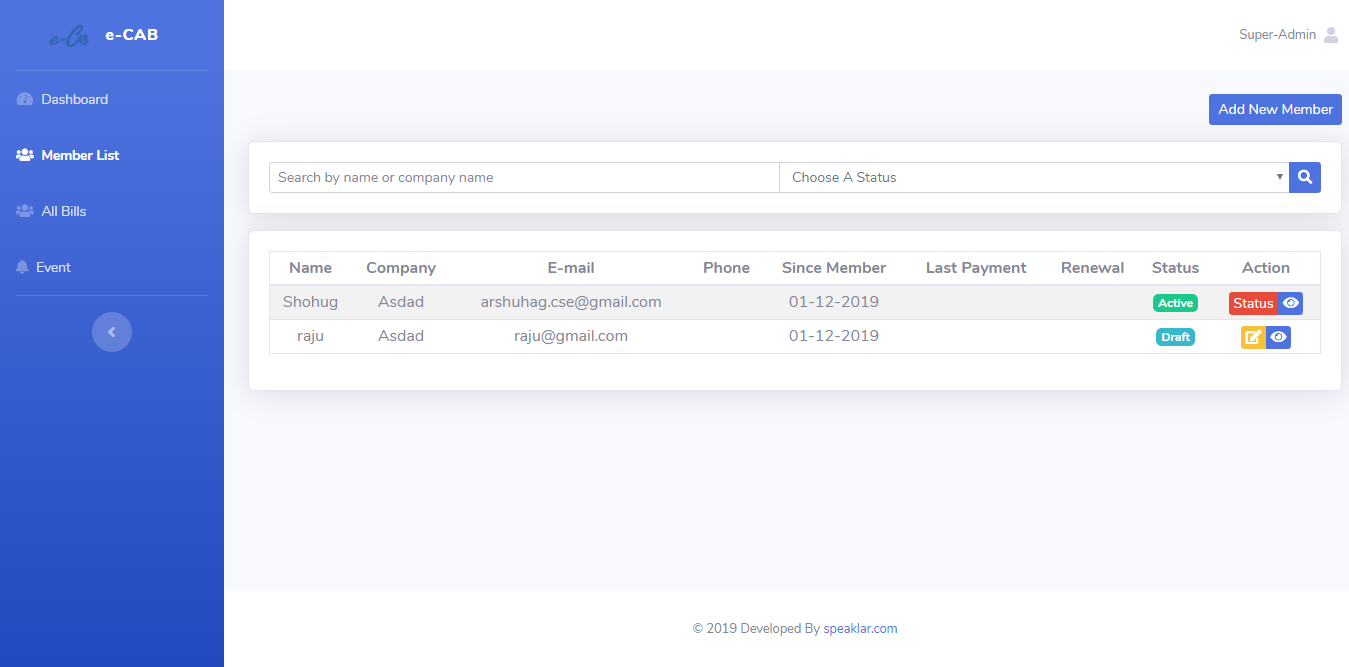 e-Cab e-CAB
Super-Admin
Dashboard
Member List
All Bills
Event
Add New Member
Search by name or company name Choose A Status
Name Company E-mail Phone Since Member Last Payment Renewal Status Action
Shohug Asdad arshuhag.cse@gmail.com 01-12-2019 Active Status
raju Asdad raju@gmail.com 01-12-2019 Draft
© 2019 Developed By speaklar.com